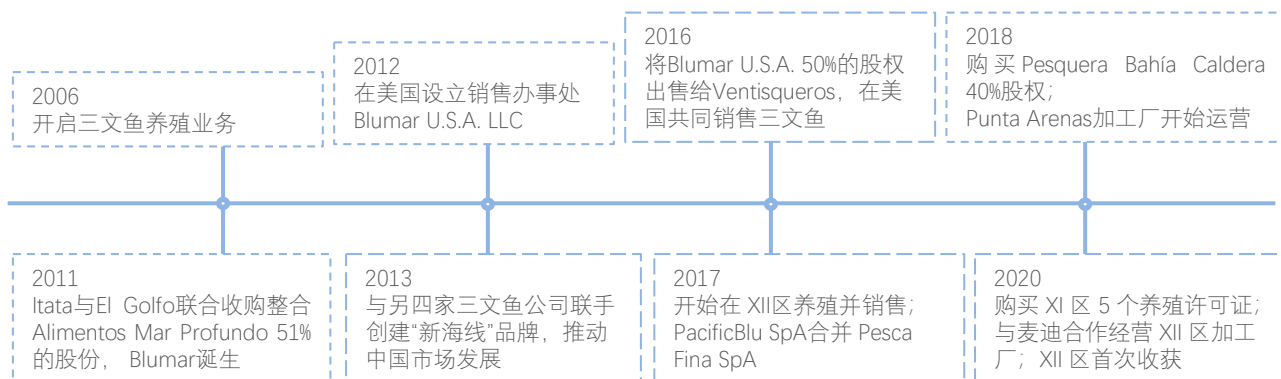 2006
开启三文鱼养殖业务
2012
在美国设立销售办事处
Blumar U.S.A. LLC
2016
将Blumar U.S.A. 50%的股权
出售给Ventisqueros，在美
国共同销售三文鱼
2018
购买Pesquera Bahía Caldera
40%股权；
Punta Arenas加工厂开始运营
2011
Itata与El Golfo联合收购整合
Alimentos Mar Profundo 51%
的股份， Blumar诞生
2013
与另四家三文鱼公司联手
创建“新海线”品牌，推动
中国市场发展
2017
开始在 XII区养殖并销售；
PacificBlu SpA合并 Pesca
Fina SpA
2020
购买 XI 区 5 个养殖许可证；
与麦迪合作经营 XII 区加工
厂；XII 区首次收获